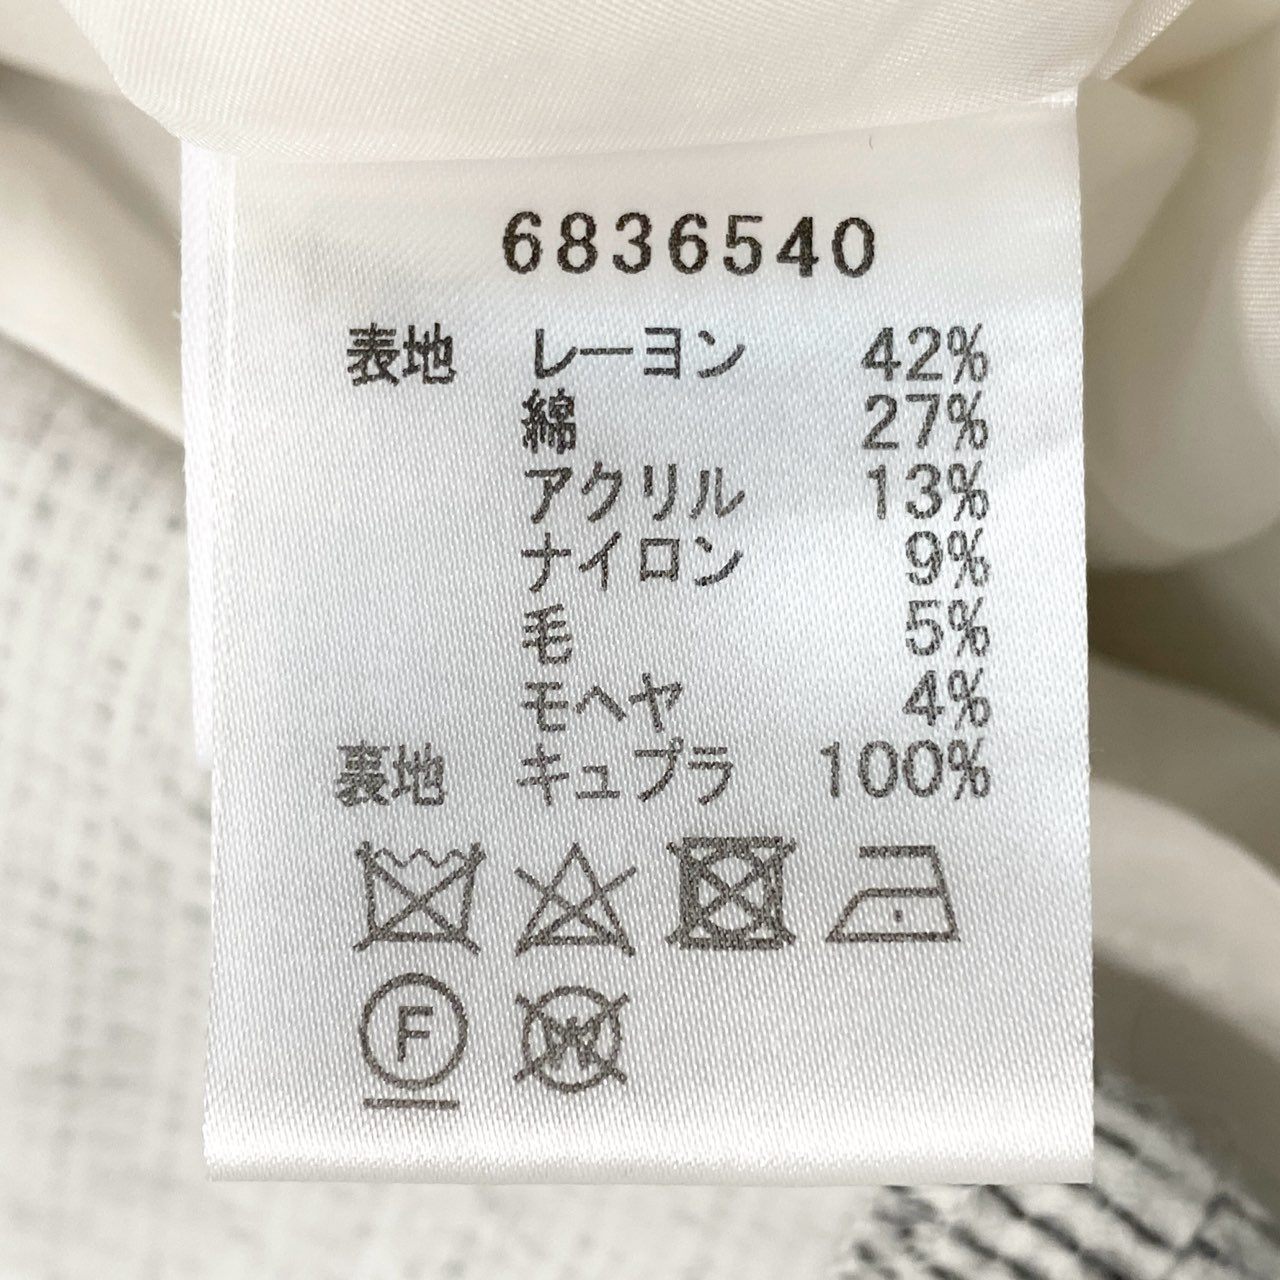 6836540
表地 レーヨン 42%
綿 27%
アクリル 13%
ナイロン 9%
毛 5%
モヘヤ 4%
裏地 キュプラ 100%
F
W